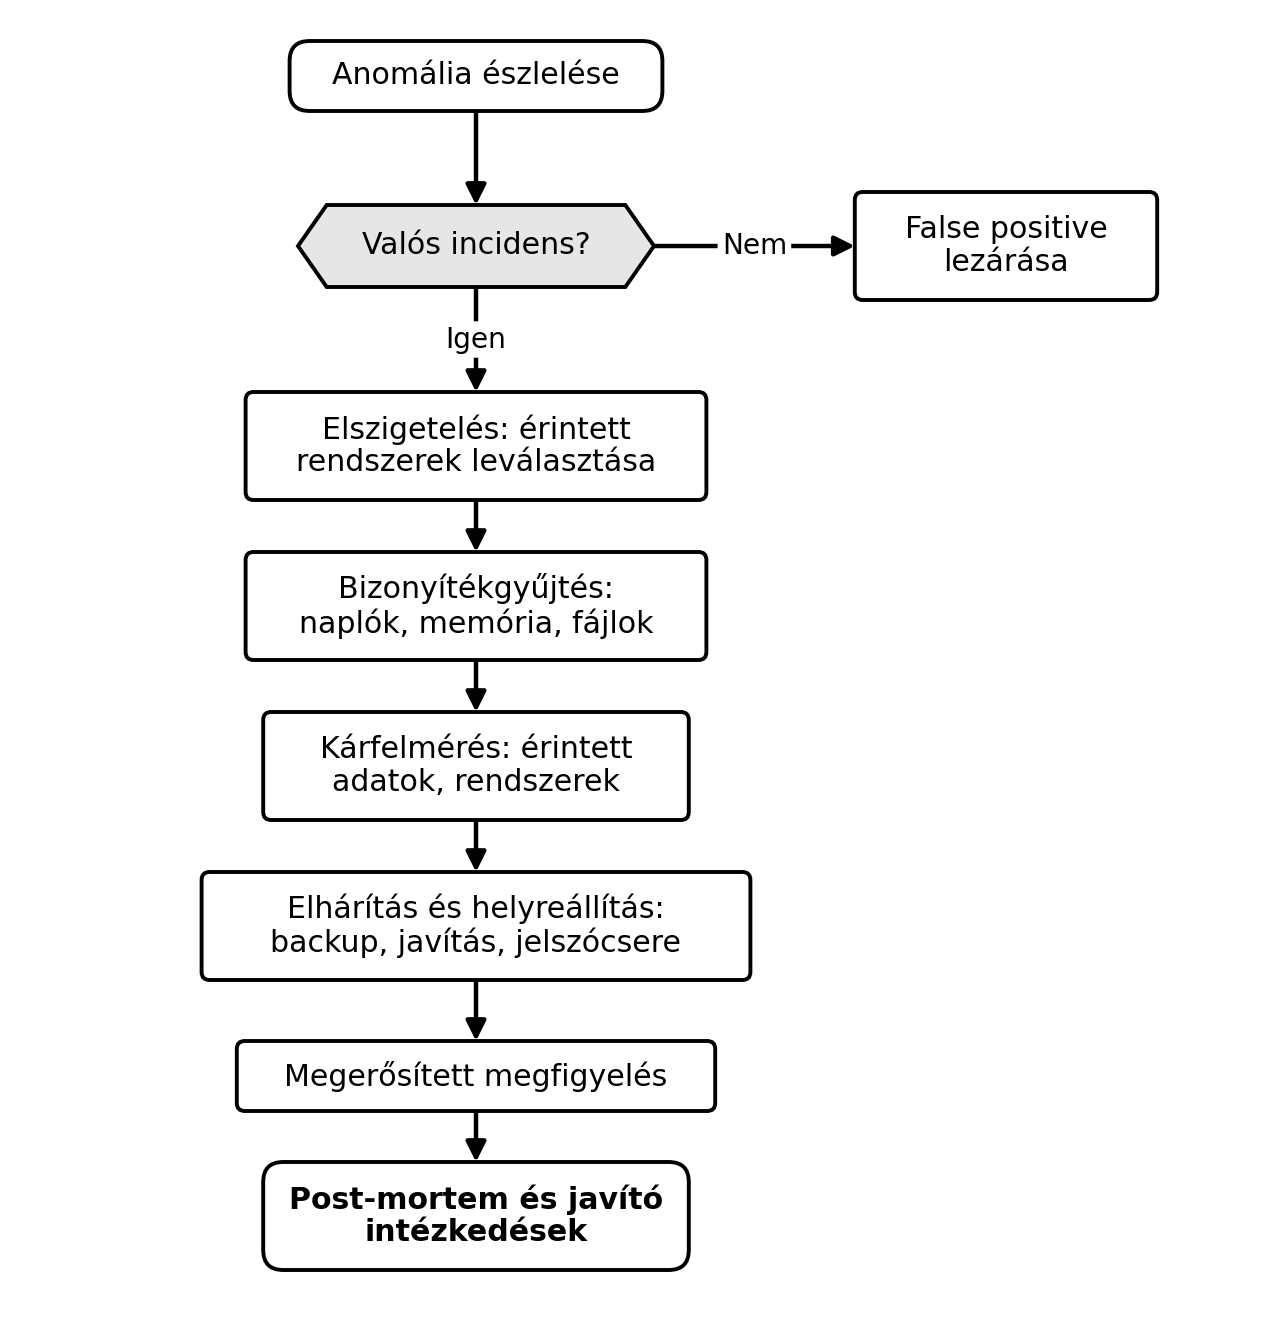 Anomália észlelése
Valós incidens?
Nem
False positive
lezárása
Igen
Elszigetelés: érintett
rendszerek leválasztása
Bizonyítékgyűjtés:
naplók, memória, fájlok
Kárfelmérés: érintett
adatok, rendszerek
Elhárítás és helyreállítás:
backup, javítás, jelszócsere
Megerősített megfigyelés
Post-mortem és javító
intézkedések